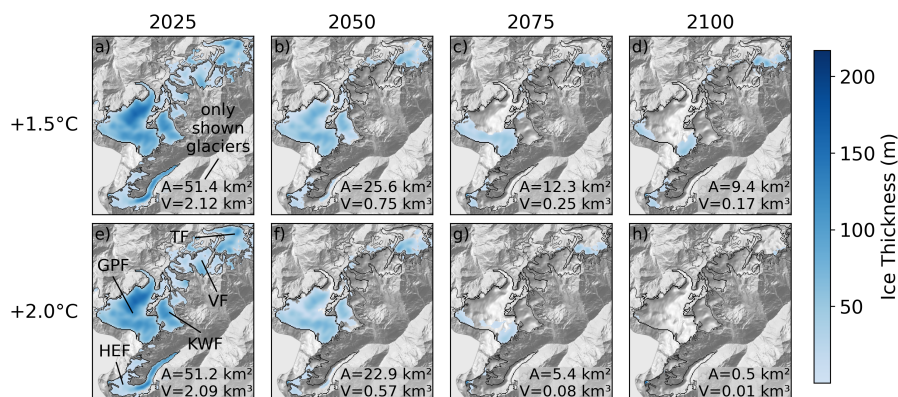 2025 2050 2075 2100
+1.5°C
a) b) c) d)
only
shown
glaciers
A=51.4 km² A=25.6 km² A=12.3 km² A=9.4 km²
V=2.12 km³ V=0.75 km³ V=0.25 km³ V=0.17 km³
+2.0°C
e) TF f) g) h)
GPF
VF
KWF
HEF
A=51.2 km² A=22.9 km² A=5.4 km² A=0.5 km²
V=2.09 km³ V=0.57 km³ V=0.08 km³ V=0.01 km³
200
150
100
50
Ice Thickness (m)